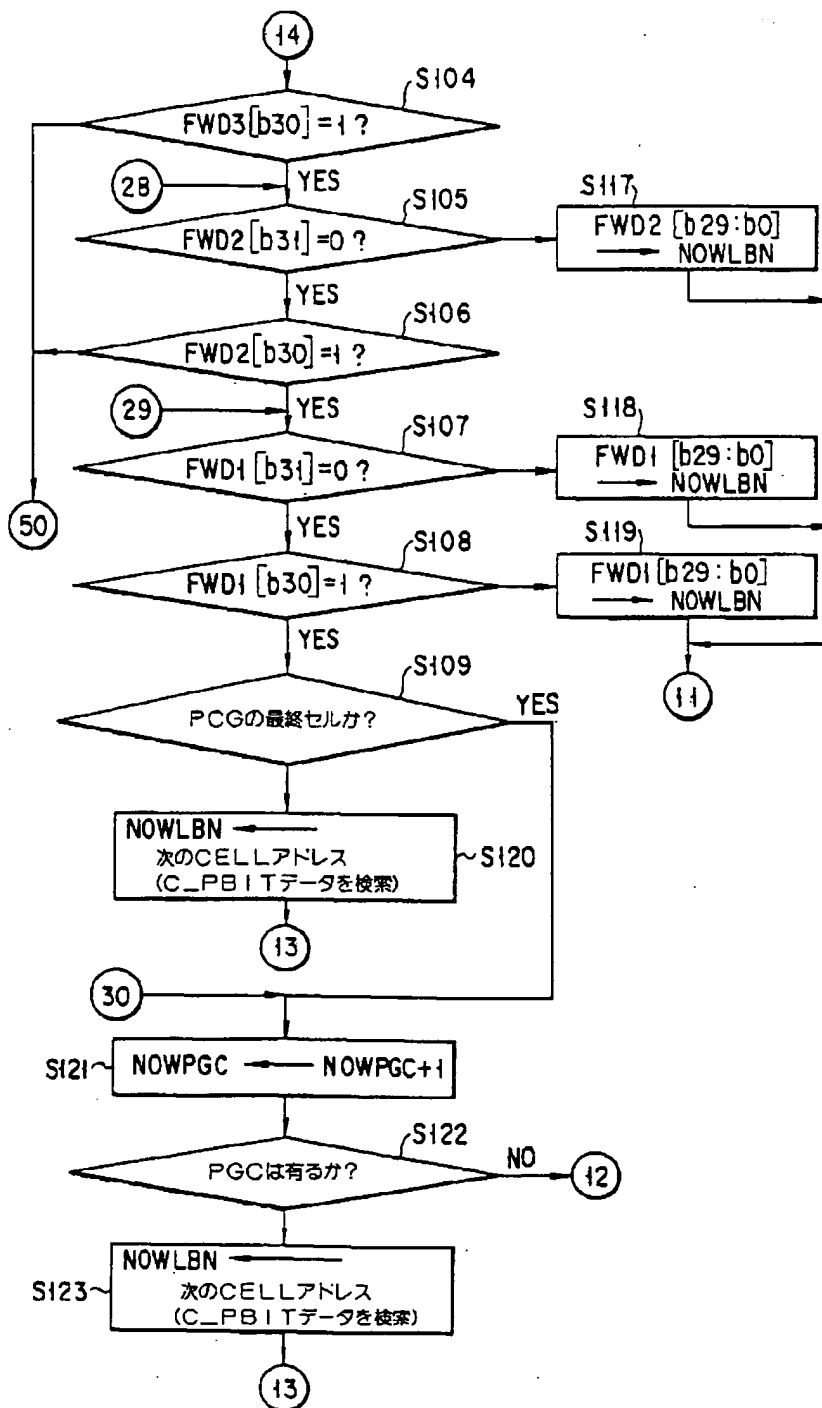 14
S104
FWD3[b30]=1?
28
YES
S105
FWD2[b31]=0?
S117
FWD2 [b29:b0]
→ NOWLBN
YES
S106
FWD2[b30]=1?
29
YES
S107
FWD1[b31]=0?
S118
FWD1 [b29:b0]
→ NOWLBN
50
YES
S108
FWD1[b30]=1?
S119
FWD1[b29:b0]
→ NOWLBN
YES
S109
PCGの最終セルか?
YES
11
NOWLBN ←
次のCELLアドレス
(C_PBITデータを検索)
S120
13
30
S121
NOWPGC ← NOWPGC+1
S122
PGCは有るか?
NO
12
S123
NOWLBN ←
次のCELLアドレス
(C_PBITデータを検索)
13